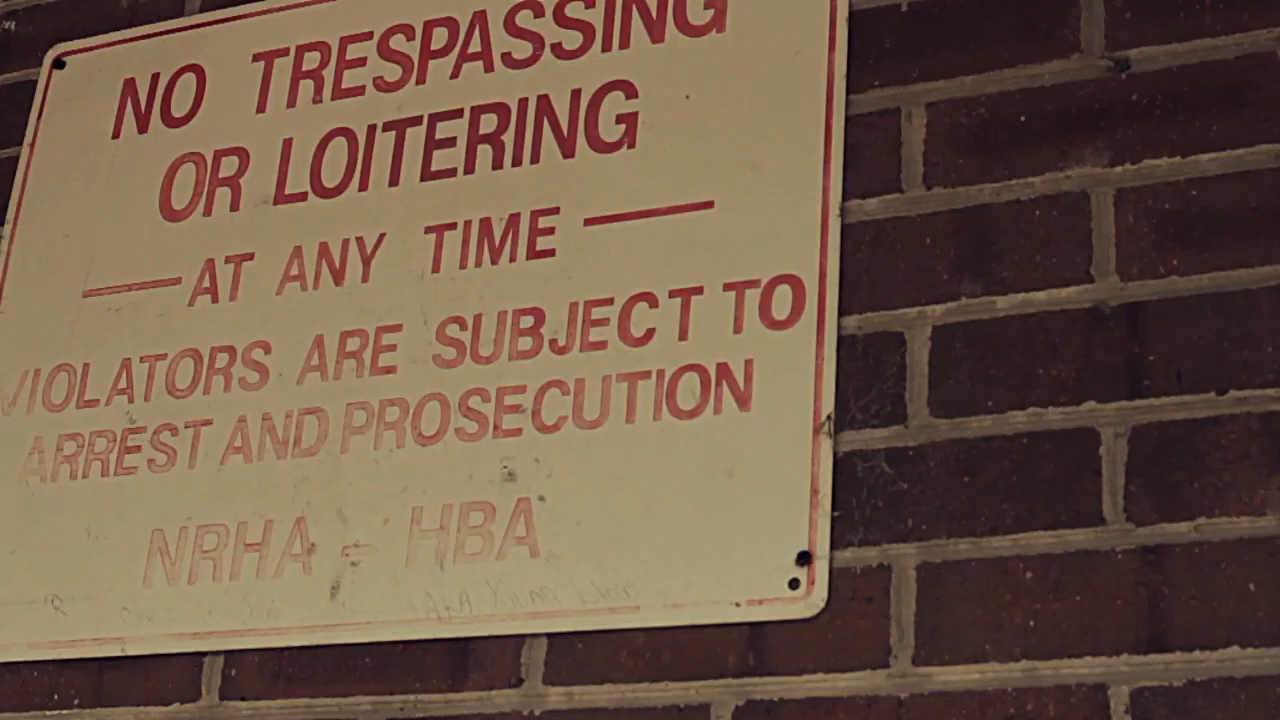 NO TRESPASSING
OR LOITERING
AT ANY TIME
VIOLATORS ARE SUBJECT TO
ARREST AND PROSECUTION
NRHA - HBA